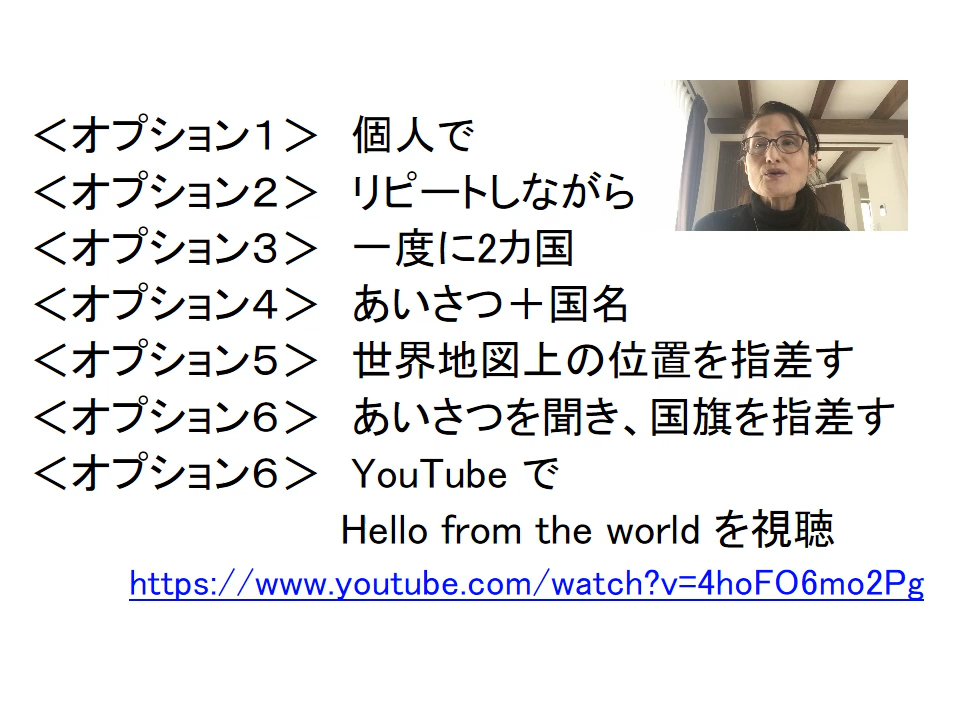 ＜オプション１＞　個人で
＜オプション２＞　リピートしながら
＜オプション３＞　一度に2カ国
＜オプション４＞　あいさつ＋国名
＜オプション５＞　世界地図上の位置を指差す
＜オプション６＞　あいさつを聞き、国旗を指差す
＜オプション６＞　YouTube で
Hello from the world を視聴
https://www.youtube.com/watch?v=4hoFO6mo2Pg